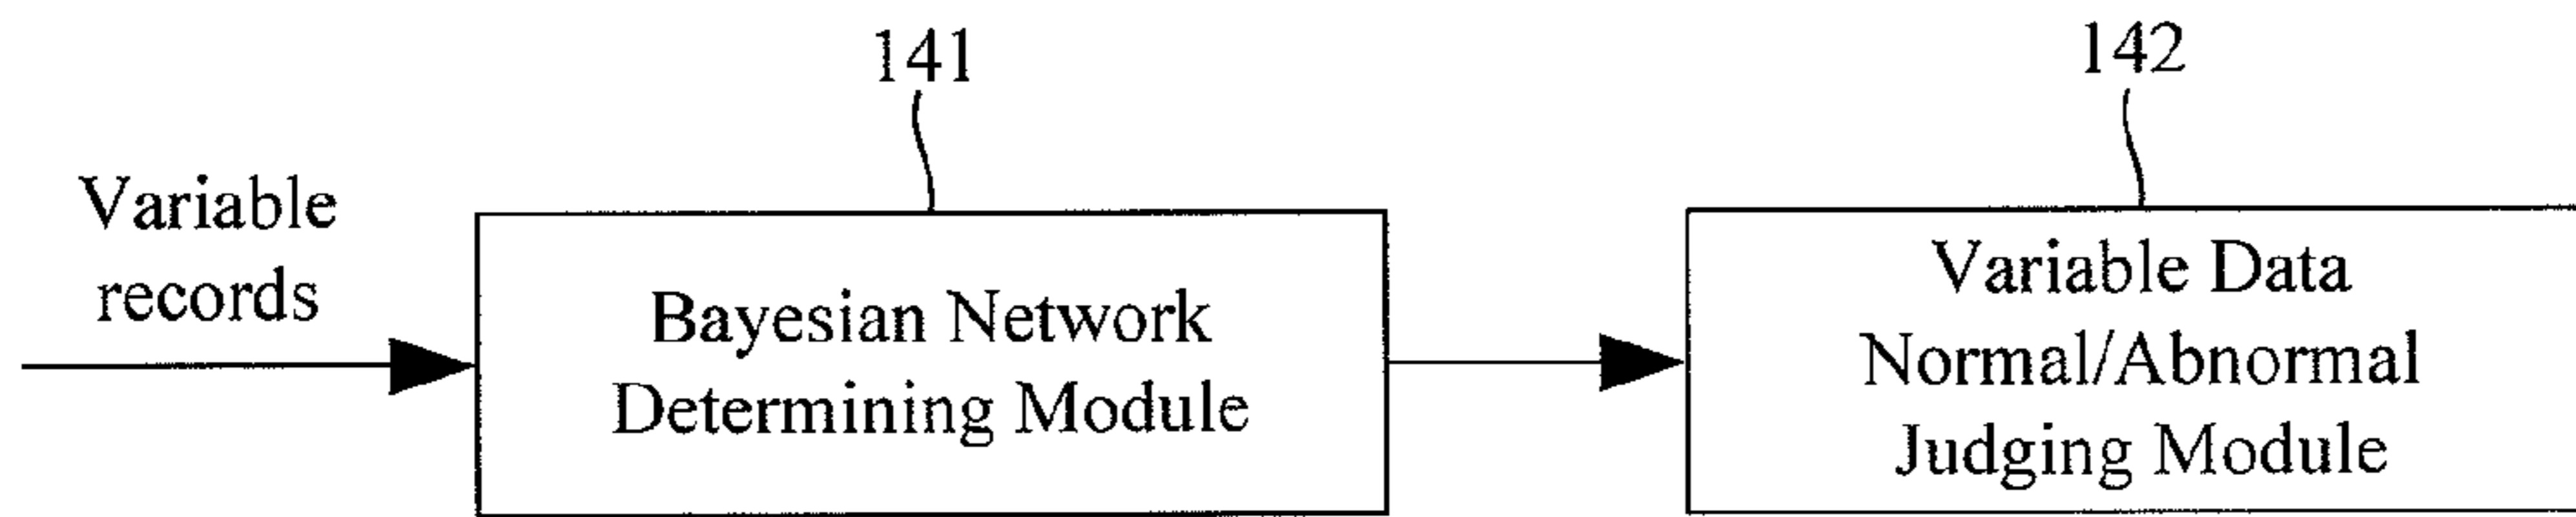 141
142
Variable
records
Bayesian Network
Determining Module
Variable Data
Normal/Abnormal
Judging Module